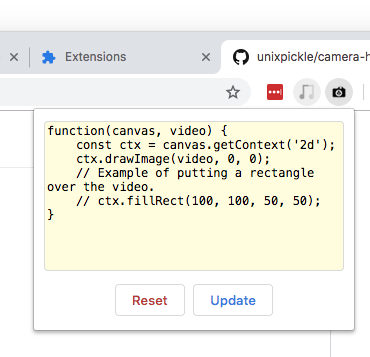 Extensions
unixpickle/camera-h
function(canvas, video) {
    const ctx = canvas.getContext('2d');
    ctx.drawImage(video, 0, 0);
    // Example of putting a rectangle
over the video.
    // ctx.fillRect(100, 100, 50, 50);
}
Reset
Update